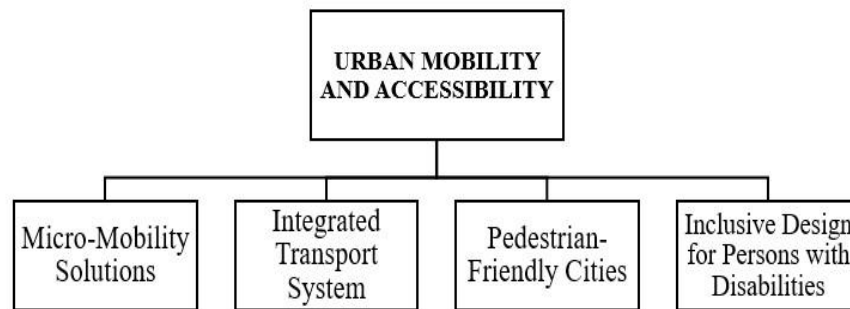 URBAN MOBILITY
AND ACCESSIBILITY
Micro-Mobility
Solutions
Integrated
Transport
System
Pedestrian-
Friendly Cities
Inclusive Design
for Persons with
Disabilities